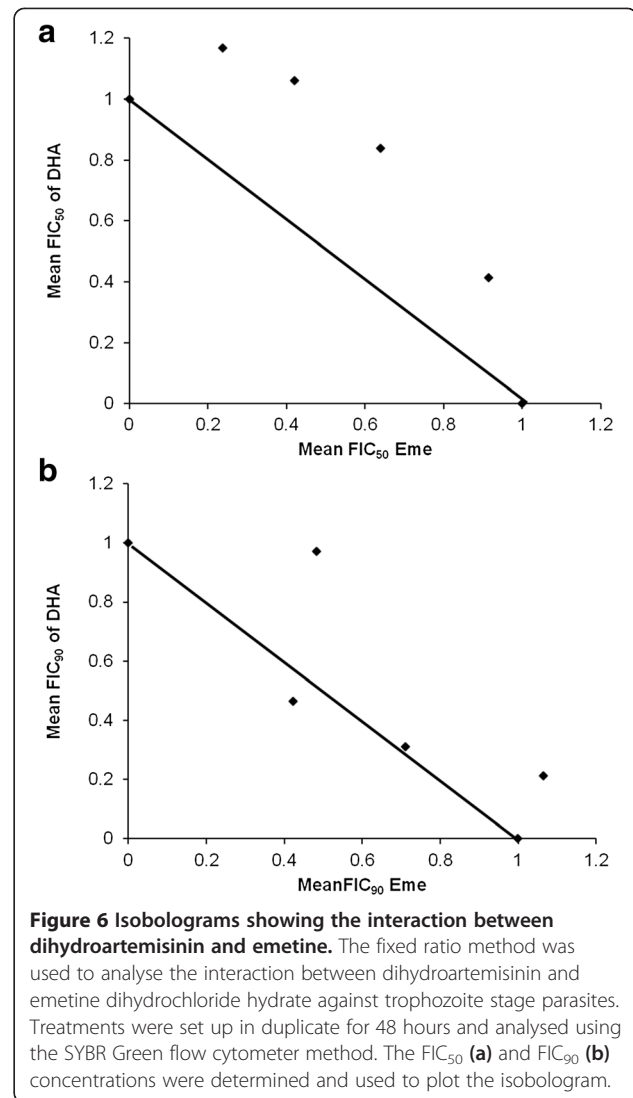 a
1.2
1
0.8
0.6
0.4
0.2
0
Mean FIC50 of DHA
0 0.2 0.4 0.6 0.8 1 1.2
Mean FIC50 Eme
b
1.2
1
0.8
0.6
0.4
0.2
0
Mean FIC90 of DHA
0 0.2 0.4 0.6 0.8 1 1.2
MeanFIC90 Eme
Figure 6 Isobolograms showing the interaction between
dihydroartemisinin and emetine. The fixed ratio method was
used to analyse the interaction between dihydroartemisinin and
emetine dihydrochloride hydrate against trophozoite stage parasites.
Treatments were set up in duplicate for 48 hours and analysed using
the SYBR Green flow cytometer method. The FIC50 (a) and FIC90 (b)
concentrations were determined and used to plot the isobologram.